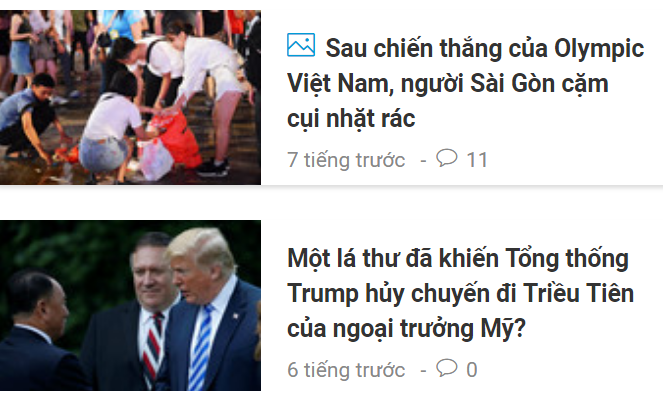 Sau chiến thắng của Olympic
Việt Nam, người Sài Gòn cặm
cụi nhặt rác
7 tiếng trước - 11
Một lá thư đã khiến Tổng thống
Trump hủy chuyến đi Triều Tiên
của ngoại trưởng Mỹ?
6 tiếng trước - 0